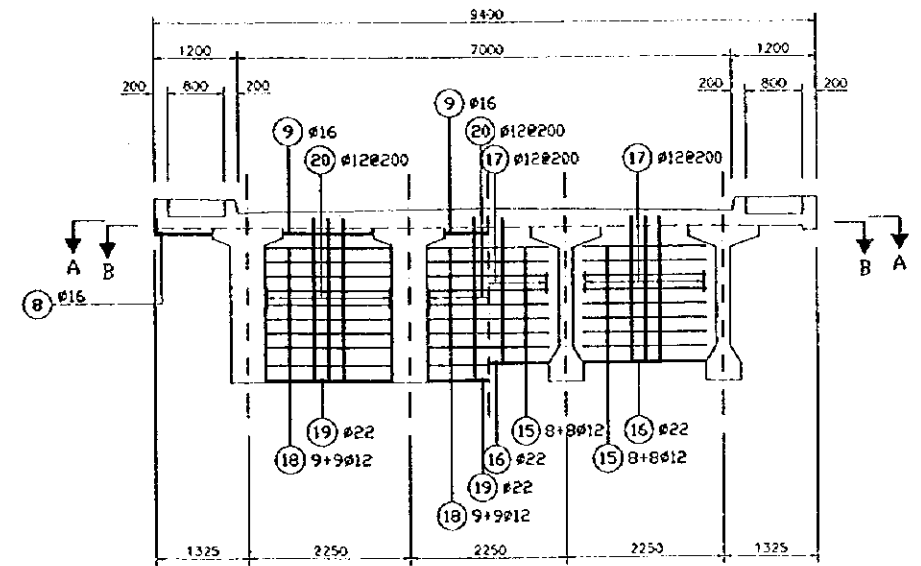 9400
1200 7000 1200
200 800 200 200 800 200
9 ø16
9 ø16 20 ø12@200
20 ø12@200 17 ø12@200 17 ø12@200
A B B A
8 ø16
19 ø22 15 8+8ø12 16 ø22
18 9+9ø12 16 ø22 15 8+8ø12
19 ø22
18 9+9ø12
1325 2250 2250 2250 1325